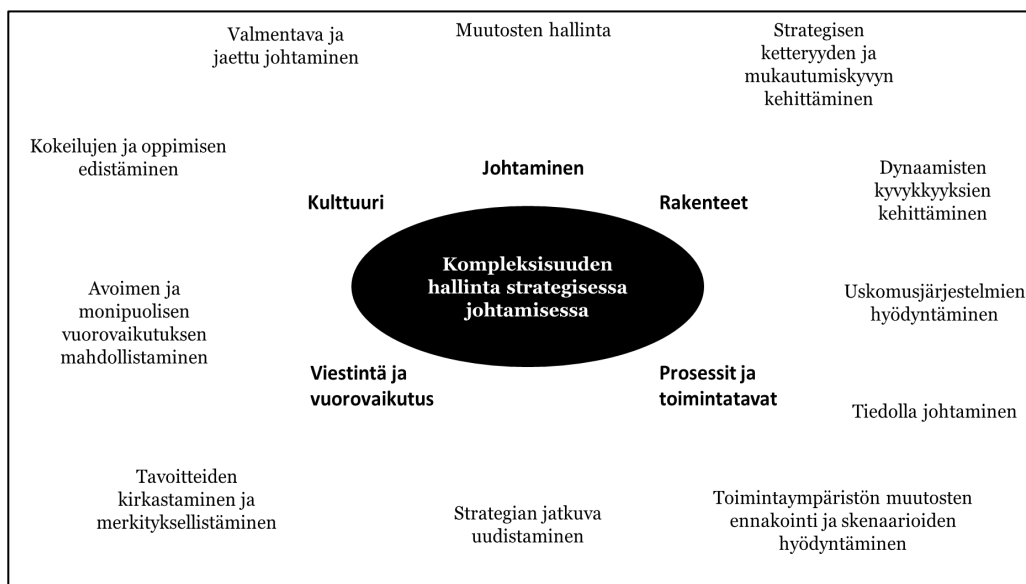 Valmentava ja
jaettu johtaminen
Muutosten hallinta
Strategisen
ketteryyden ja
mukautumiskyvyn
kehittäminen
Kokeilujen ja oppimisen
edistäminen
Johtaminen
Kulttuuri
Rakenteet
Dynaamisten
kyvykkyyksien
kehittäminen
Kompleksisuuden
hallinta strategisessa
johtamisessa
Avoimen ja
monipuolisen
vuorovaikutuksen
mahdollistaminen
Uskomusjärjestelmien
hyödyntäminen
Viestintä ja
vuorovaikutus
Prosessit ja
toimintatavat
Tiedolla johtaminen
Tavoitteiden
kirkastaminen ja
merkityksellistäminen
Strategian jatkuva
uudistaminen
Toimintaympäristön muutosten
ennakointi ja skenaarioiden
hyödyntäminen